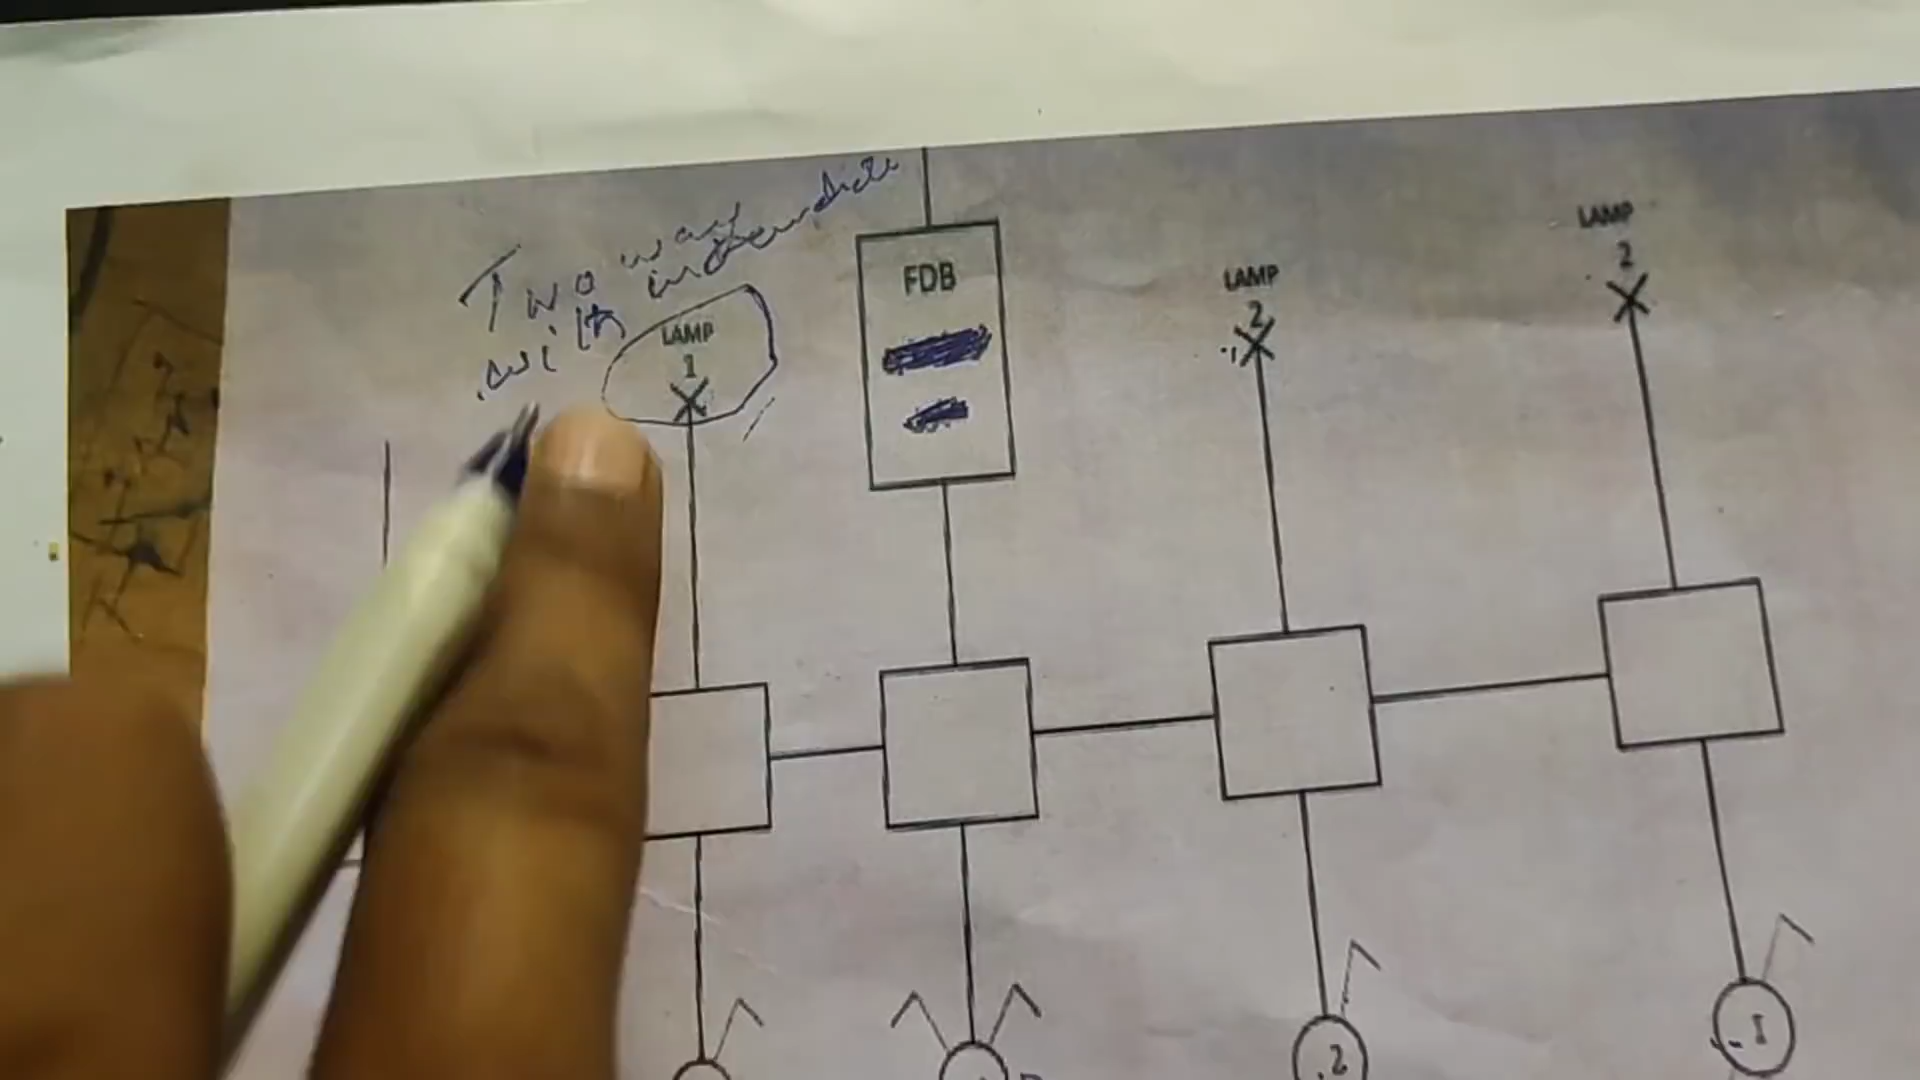 Two way
with intermediate
LAMP
1
FDB
LAMP
2
LAMP
2
2
1